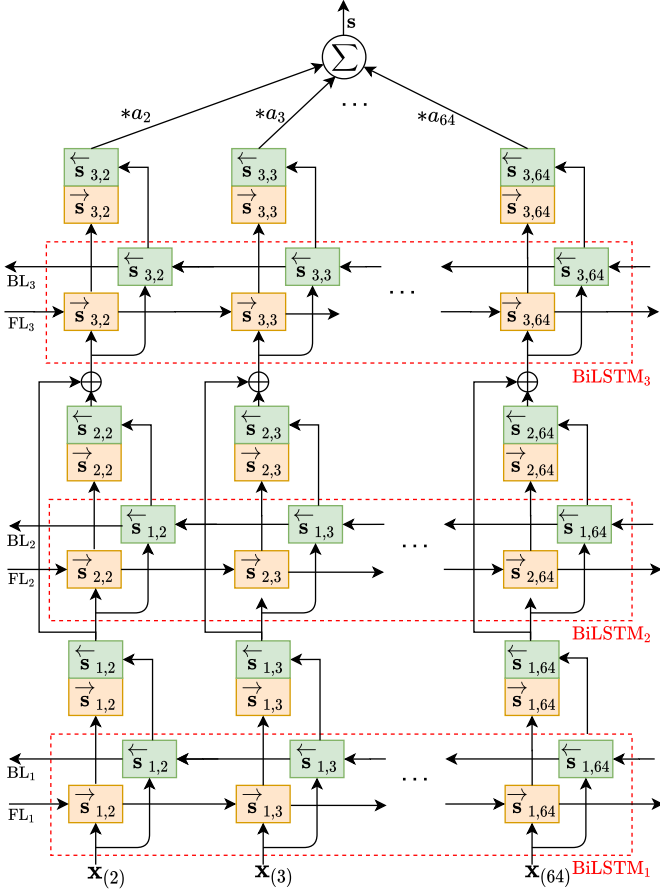 s
Σ
*a₂ *a₃ ... *a₆₄
←s 3,2 ←s 3,3 ←s 3,64
→s 3,2 →s 3,3 →s 3,64
←s 3,2 ←s 3,3 ←s 3,64
BL₃
...
FL₃ →s 3,2 →s 3,3 →s 3,64
BiLSTM₃
←s 2,2 ←s 2,3 ←s 2,64
→s 2,2 →s 2,3 →s 2,64
←s 1,2 ←s 1,3 ←s 1,64
BL₂
...
FL₂ →s 2,2 →s 2,3 →s 2,64
BiLSTM₂
←s 1,2 ←s 1,3 ←s 1,64
→s 1,2 →s 1,3 →s 1,64
←s 1,2 ←s 1,3 ←s 1,64
BL₁
...
FL₁ →s 1,2 →s 1,3 →s 1,64
BiLSTM₁
x(2) x(3) x(64)